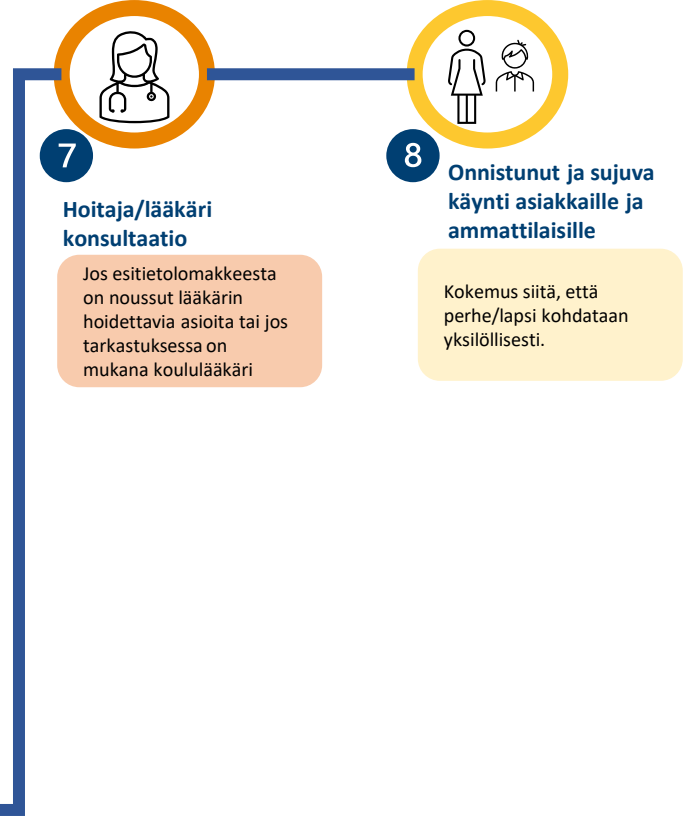 7
Hoitaja/lääkäri
konsultaatio
Jos esitietolomakkeesta
on noussut lääkärin
hoidettavia asioita tai jos
tarkastuksessa on
mukana koululääkäri
8
Onnistunut ja sujuva
käynti asiakkaille ja
ammattilaisille
Kokemus siitä, että
perhe/lapsi kohdataan
yksilöllisesti.